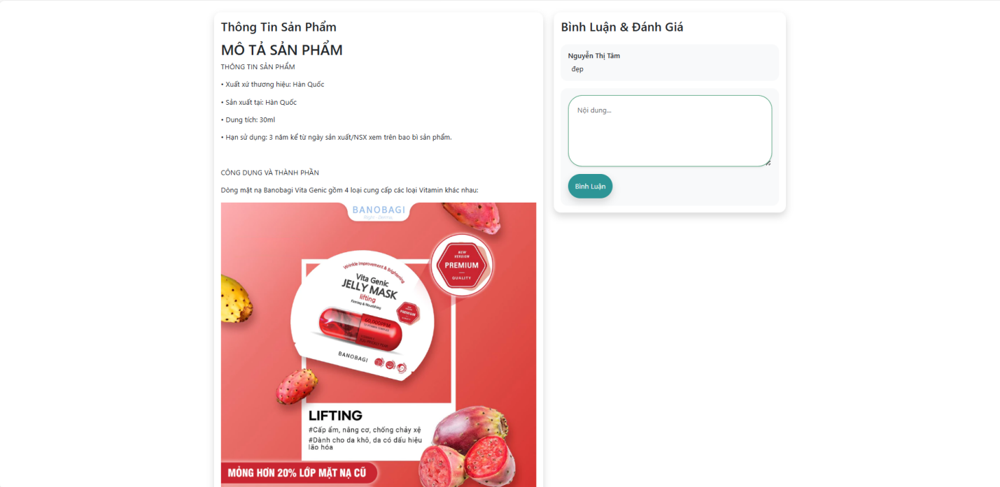 Thông Tin Sản Phẩm
MÔ TẢ SẢN PHẨM
THÔNG TIN SẢN PHẨM
• Xuất xứ thương hiệu: Hàn Quốc
• Sản xuất tại: Hàn Quốc
• Dung tích: 30ml
• Hạn sử dụng: 3 năm kể từ ngày sản xuất/NSX xem trên bao bì sản phẩm.
CÔNG DỤNG VÀ THÀNH PHẦN
Dòng mặt nạ Banobagi Vita Genic gồm 4 loại cung cấp các loại Vitamin khác nhau:
BANOBAGI
NEW
VERSION
PREMIUM
QUALITY
Wrinkle Improvement & Brightening
Vita Genic
JELLY MASK
lifting
Firming & Nourishing
PREMIUM
60,000PPM
BANOBAGI
LIFTING
#Cấp ẩm, nâng cơ, chống chảy xệ
#Dành cho da khô, da có dấu hiệu
lão hóa
MỎNG HƠN 20% LỚP MẶT NẠ CŨ
Bình Luận & Đánh Giá
Nguyễn Thị Tâm
đẹp
Nội dung...
Bình Luận